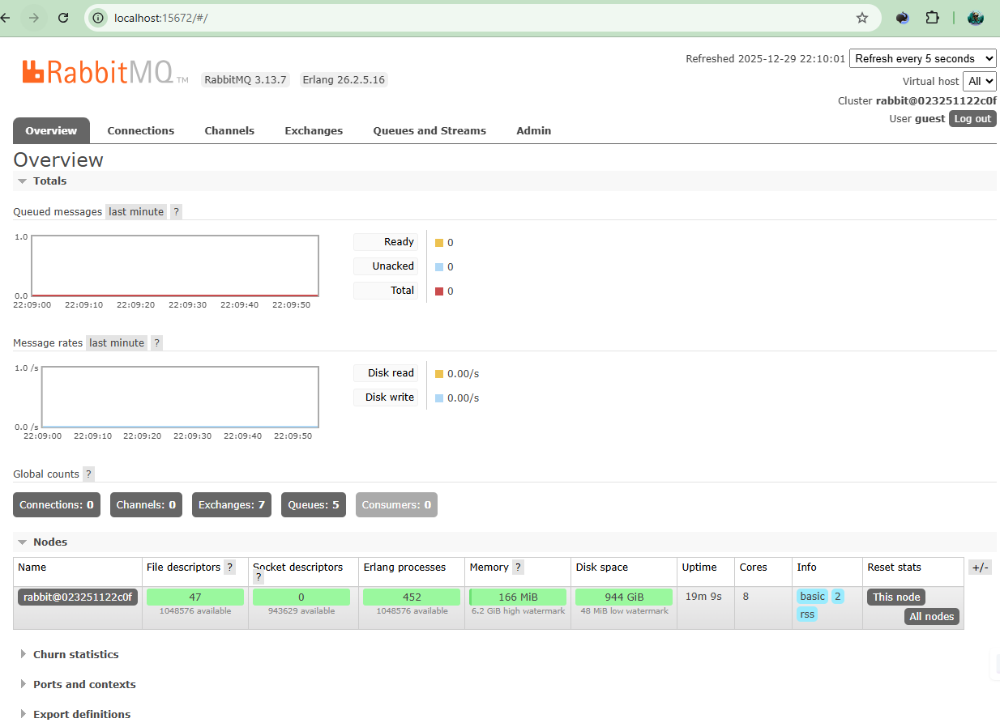 localhost:15672/#/
Refreshed 2025-12-29 22:10:01 Refresh every 5 seconds
RabbitMQ TM RabbitMQ 3.13.7 Erlang 26.2.5.16
Virtual host All
Cluster rabbit@023251122c0f
User guest Log out
Overview Connections Channels Exchanges Queues and Streams Admin
Overview
Totals
Queued messages last minute ?
1.0
0.0
22:09:00 22:09:10 22:09:20 22:09:30 22:09:40 22:09:50
Ready 0
Unacked 0
Total 0
Message rates last minute ?
1.0 /s
0.0 /s
22:09:00 22:09:10 22:09:20 22:09:30 22:09:40 22:09:50
Disk read 0.00/s
Disk write 0.00/s
Global counts ?
Connections: 0 Channels: 0 Exchanges: 7 Queues: 5 Consumers: 0
Nodes
Name File descriptors ? Socket descriptors ? Erlang processes Memory ? Disk space Uptime Cores Info Reset stats +/-
rabbit@023251122c0f 47 0 452 166 MiB 944 GiB 19m 9s 8 basic 2 This node
1048576 available 943629 available 1048576 available 6.2 GiB high watermark 48 MiB low watermark rss All nodes
Churn statistics
Ports and contexts
Export definitions